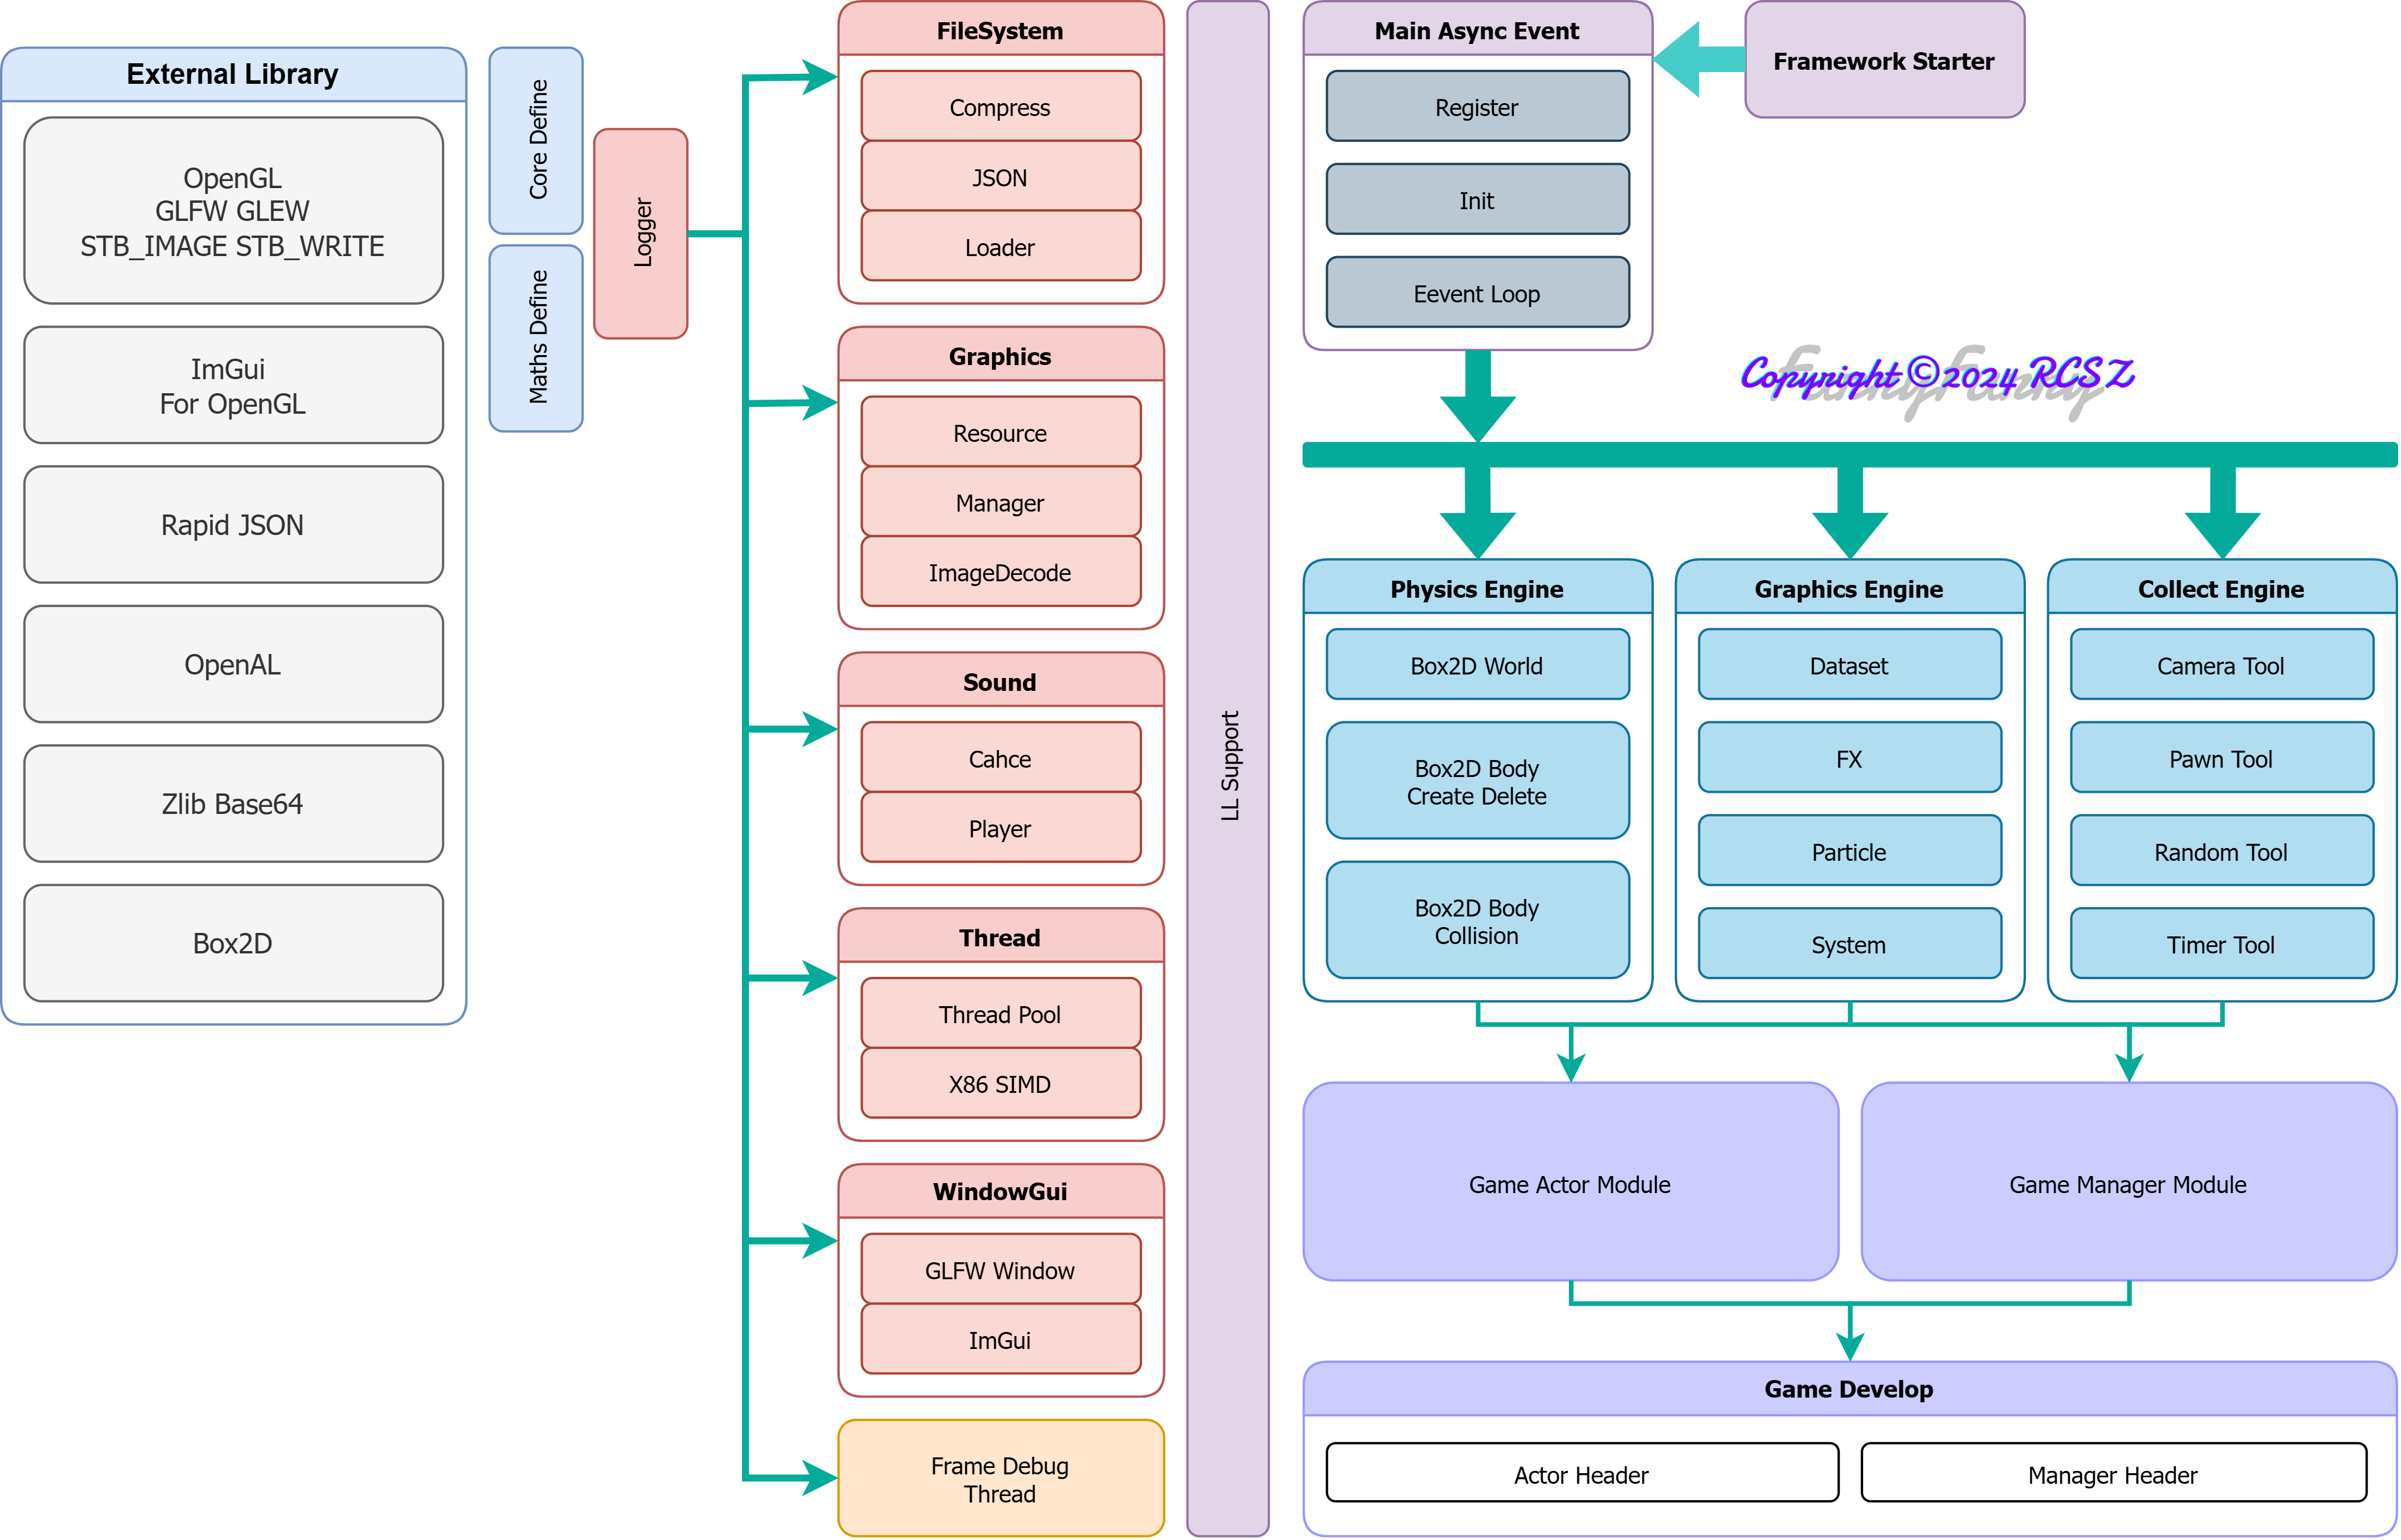 External Library
OpenGL
GLFW GLEW
STB_IMAGE STB_WRITE
ImGui
For OpenGL
Rapid JSON
OpenAL
Zlib Base64
Box2D
Core Define
Maths Define
Logger
FileSystem
Compress
JSON
Loader
Graphics
Resource
Manager
ImageDecode
Sound
Cahce
Player
Thread
Thread Pool
X86 SIMD
WindowGui
GLFW Window
ImGui
Frame Debug
Thread
LL Support
Main Async Event
Register
Init
Eevent Loop
Framework Starter
Copyright ©2024 RCSZ
Physics Engine
Box2D World
Box2D Body
Create Delete
Box2D Body
Collision
Graphics Engine
Dataset
FX
Particle
System
Collect Engine
Camera Tool
Pawn Tool
Random Tool
Timer Tool
Game Actor Module
Game Manager Module
Game Develop
Actor Header
Manager Header